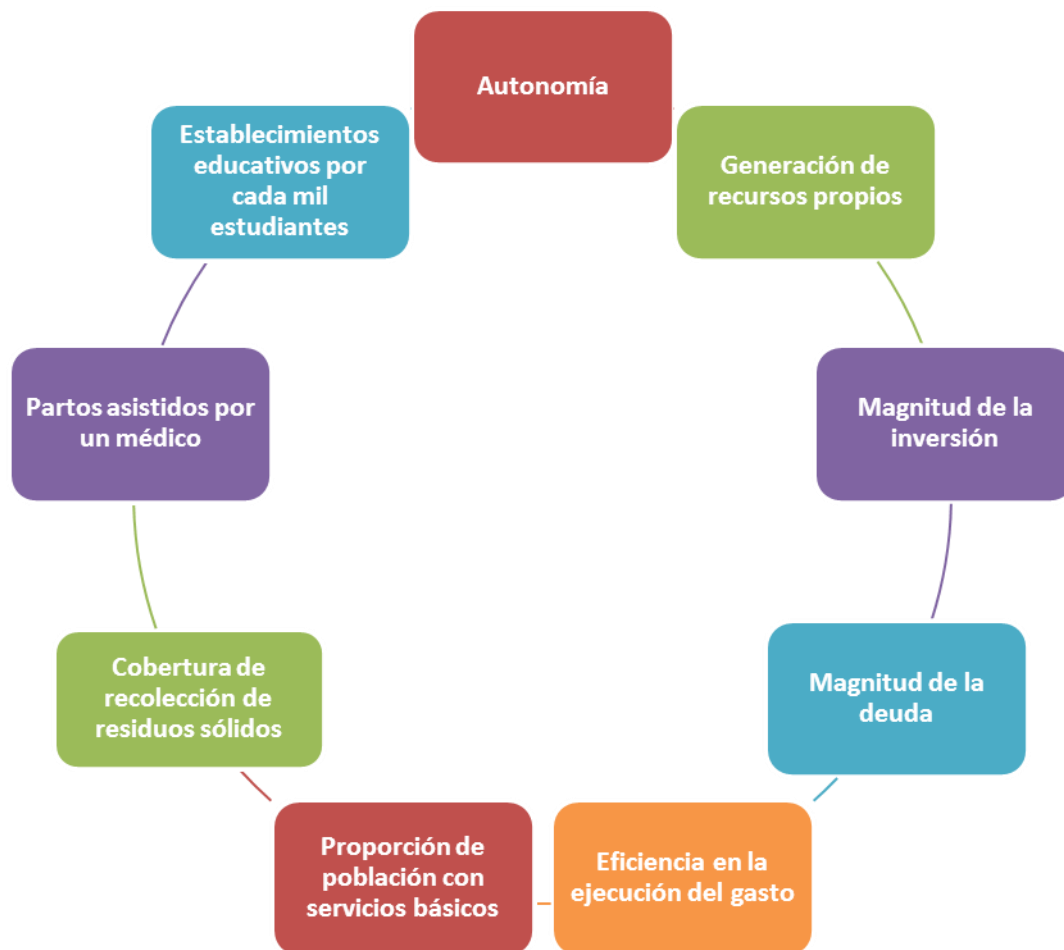 Autonomía
Generación de
recursos propios
Magnitud de la
inversión
Magnitud de la
deuda
Eficiencia en la
ejecución del gasto
Proporción de
población con
servicios básicos
Cobertura de
recolección de
residuos sólidos
Partos asistidos por
un médico
Establecimientos
educativos por
cada mil
estudiantes